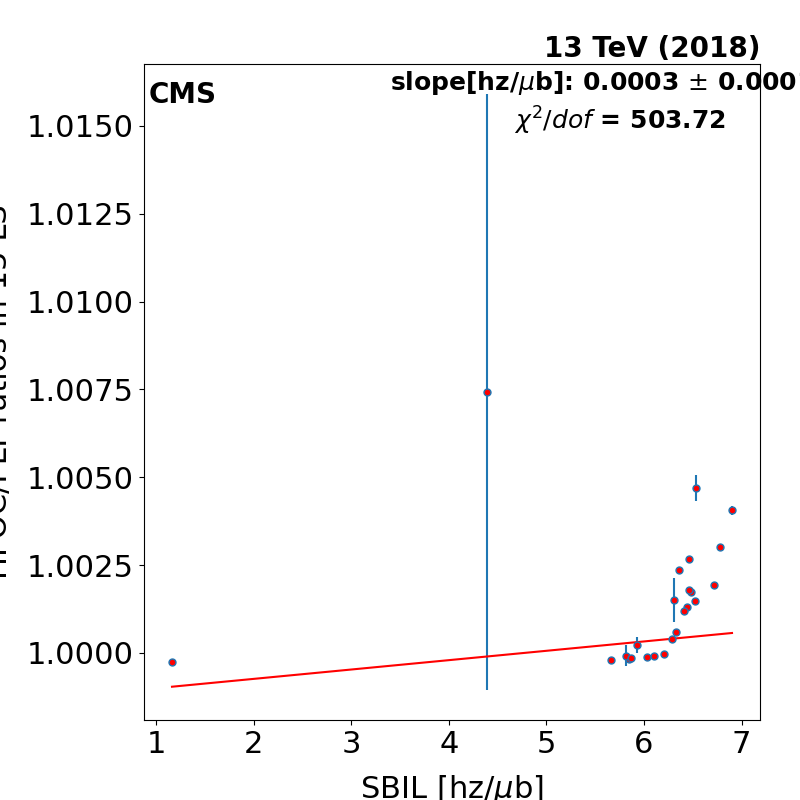 13 TeV (2018)
slope[hz/μb]: 0.0003 ± 0.000
CMS
χ²/dof = 503.72
1.0150
1.0125
1.0100
1.0075
1.0050
1.0025
1.0000
1 2 3 4 5 6 7
SBIL [hz/μb]